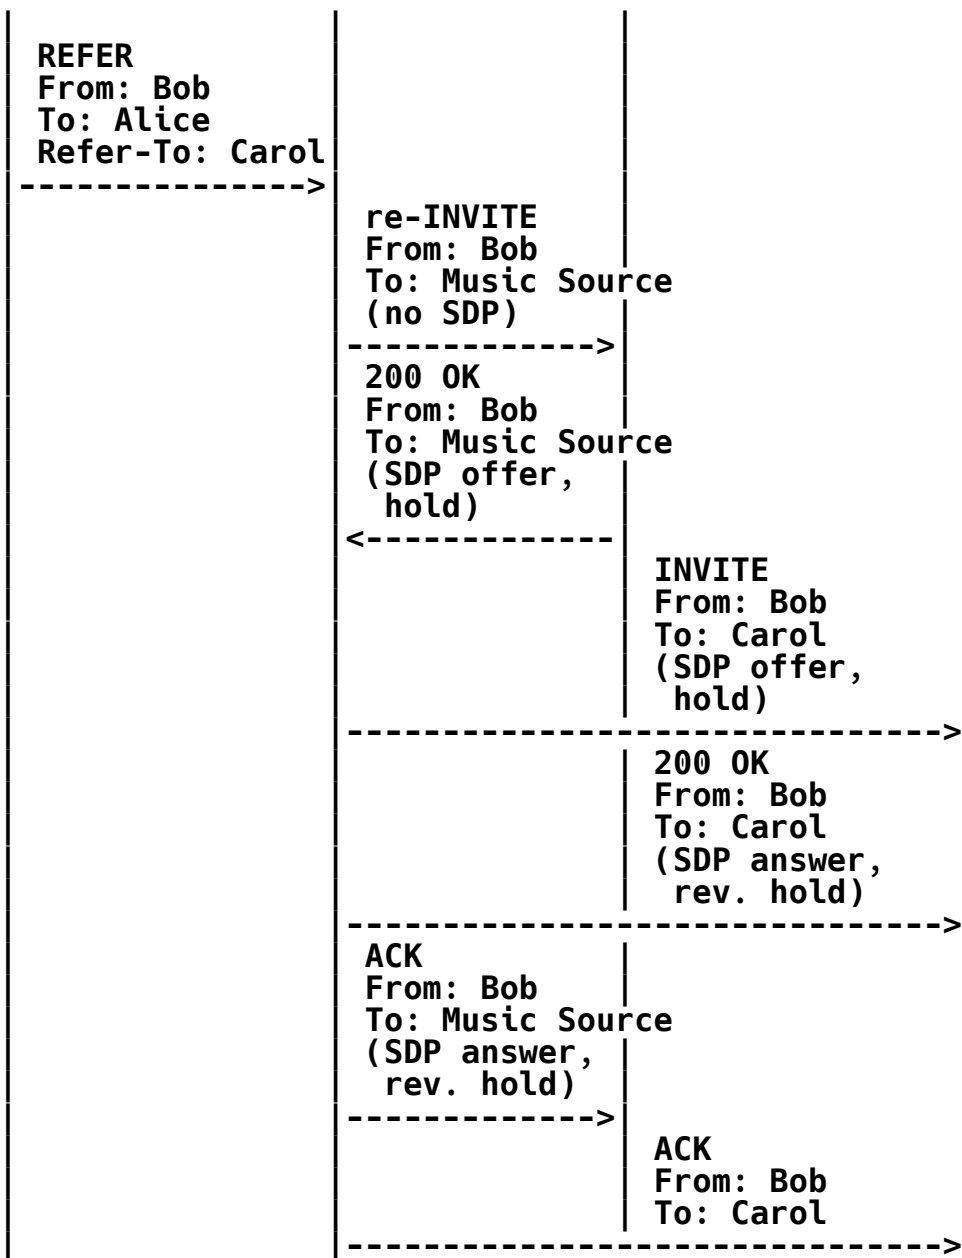 REFER
From: Bob
To: Alice
Refer-To: Carol
--------------->
re-INVITE
From: Bob
To: Music Source
(no SDP)
------------->
200 OK
From: Bob
To: Music Source
(SDP offer,
hold)
<-------------
INVITE
From: Bob
To: Carol
(SDP offer,
hold)
------------------------------->
200 OK
From: Bob
To: Carol
(SDP answer,
rev. hold)
------------------------------->
ACK
From: Bob
To: Music Source
(SDP answer,
rev. hold)
------------->
ACK
From: Bob
To: Carol
------------------------------->